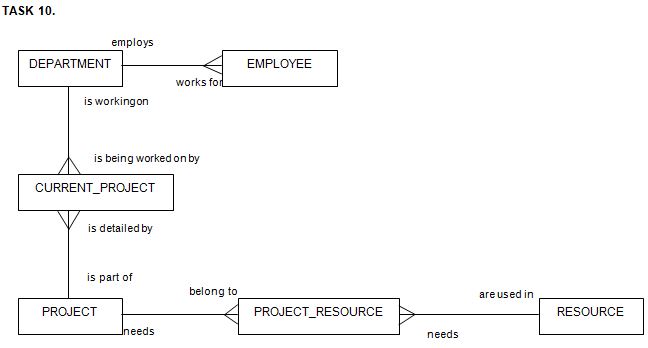 TASK 10.
employs
DEPARTMENT
EMPLOYEE
works for
is workingon
is being worked on by
CURRENT_PROJECT
is detailed by
is part of
belong to
are used in
PROJECT
PROJECT_RESOURCE
RESOURCE
needs
needs